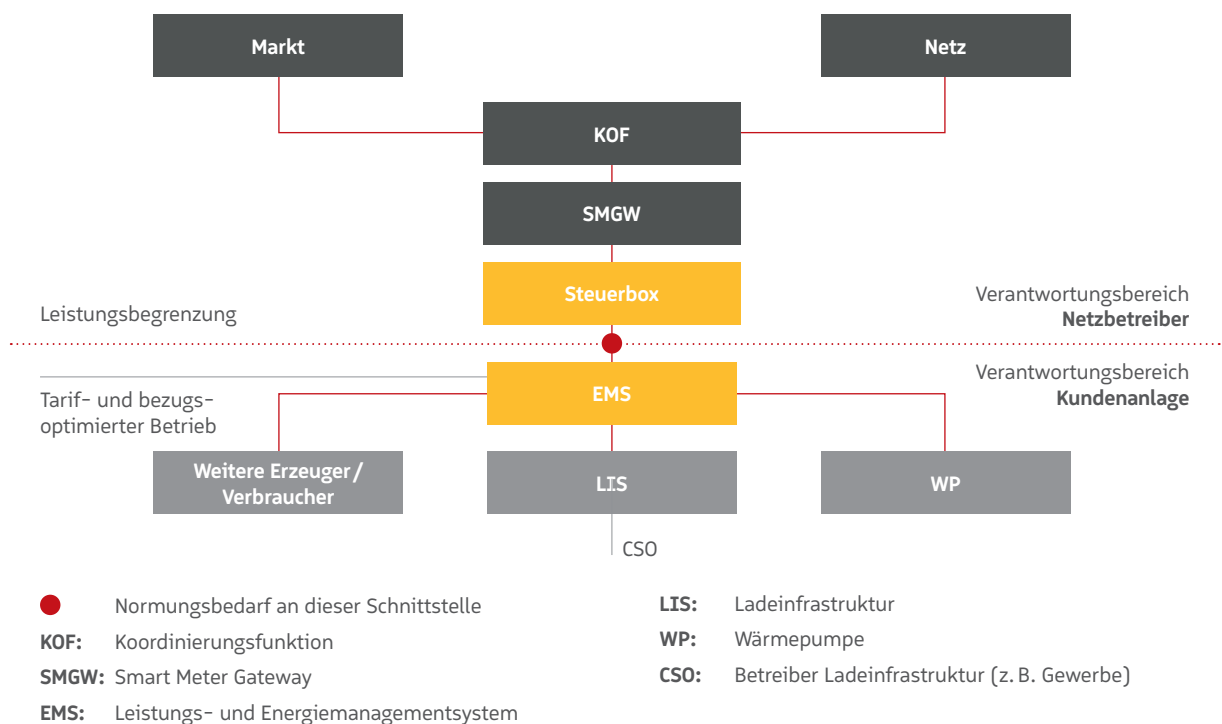 Markt
Netz
KOF
SMGW
Steuerbox
Leistungsbegrenzung
Verantwortungsbereich
Netzbetreiber
EMS
Verantwortungsbereich
Kundenanlage
Tarif- und bezugs-
optimierter Betrieb
Weitere Erzeuger /
Verbraucher
LIS
WP
CSO
Normungsbedarf an dieser Schnittstelle
KOF: Koordinierungsfunktion
SMGW: Smart Meter Gateway
EMS: Leistungs- und Energiemanagementsystem
LIS: Ladeinfrastruktur
WP: Wärmepumpe
CSO: Betreiber Ladeinfrastruktur (z. B. Gewerbe)